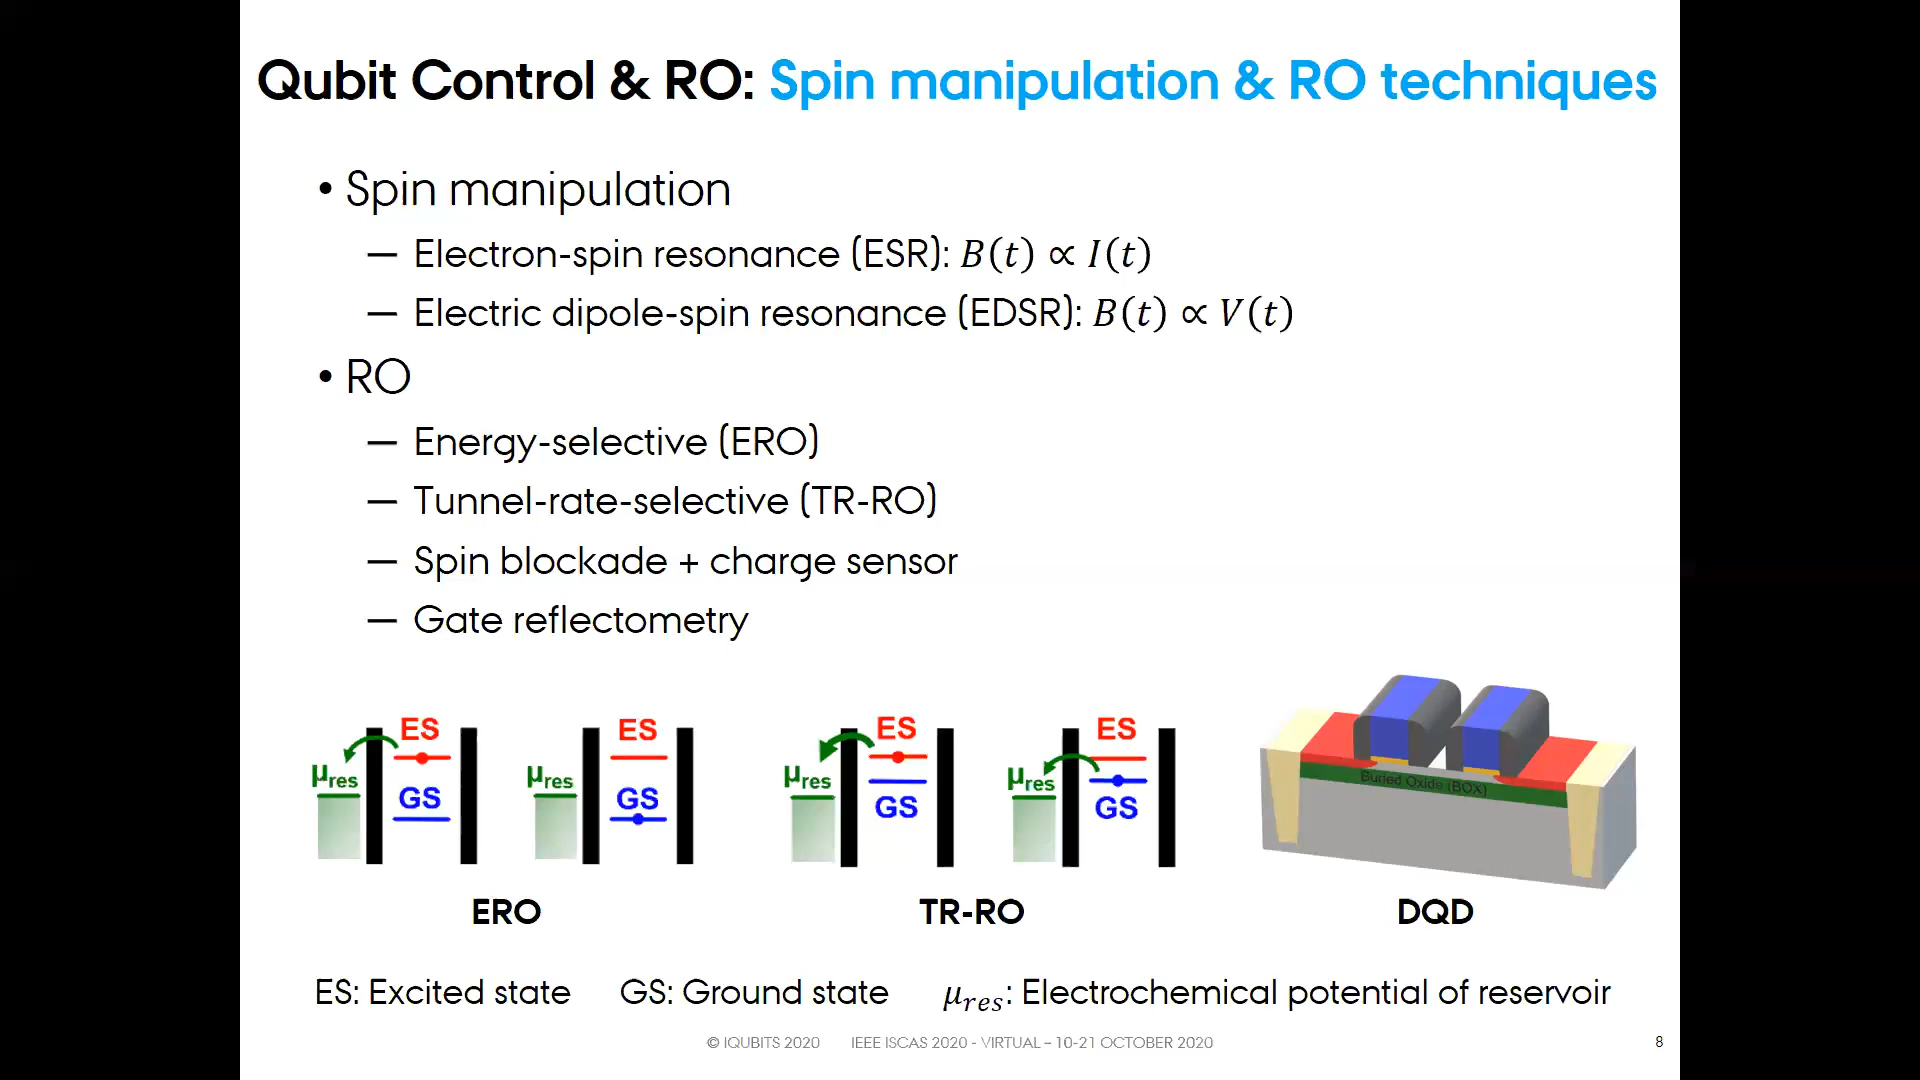 Qubit Control & RO: Spin manipulation & RO techniques
• Spin manipulation
— Electron-spin resonance (ESR): B(t) ∝ I(t)
— Electric dipole-spin resonance (EDSR): B(t) ∝ V(t)
• RO
— Energy-selective (ERO)
— Tunnel-rate-selective (TR-RO)
— Spin blockade + charge sensor
— Gate reflectometry
ES
μres
GS
ES
μres
GS
ERO
ES
μres
GS
ES
μres
GS
TR-RO
Buried Oxide (BOX)
DQD
ES: Excited state GS: Ground state μres: Electrochemical potential of reservoir
© IQUBITS 2020 IEEE ISCAS 2020 - VIRTUAL – 10-21 OCTOBER 2020 8